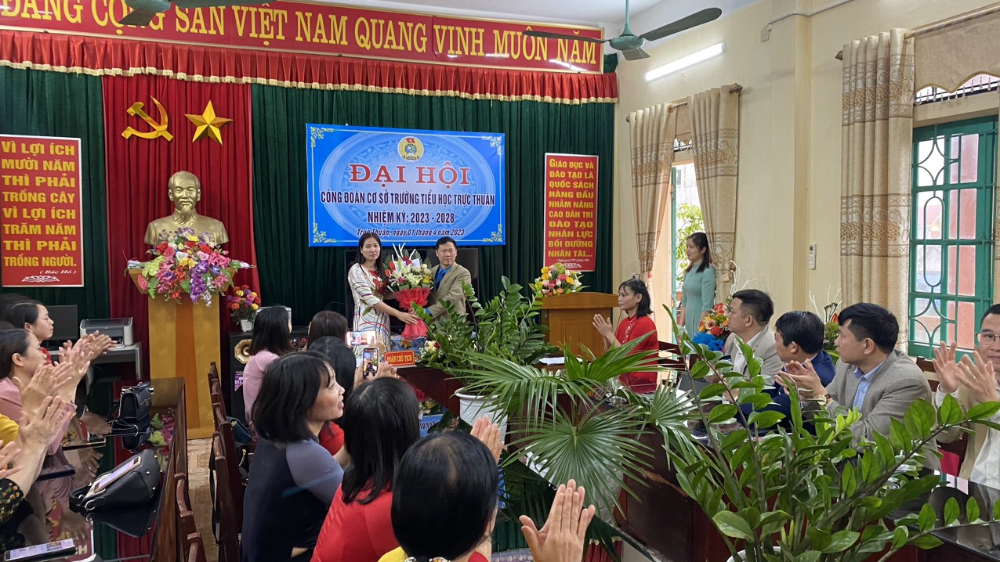 ĐẢNG CỘNG SẢN VIỆT NAM QUANG VINH MUÔN NĂM
VÌ LỢI ÍCH
MƯỜI NĂM
THÌ PHẢI
TRỒNG CÂY
VÌ LỢI ÍCH
TRĂM NĂM
THÌ PHẢI
TRỒNG NGƯỜI.
( Bác Hồ )
ĐẠI HỘI
CÔNG ĐOÀN CƠ SỞ TRƯỜNG TIỂU HỌC TRỰC THUẬN
NHIỆM KỲ: 2023 - 2028
Trực Thuận, ngày 01 tháng 4 năm 2023
GIÁO DỤC VÀ
ĐÀO TẠO LÀ
QUỐC SÁCH
HÀNG ĐẦU
NHẰM NÂNG
CAO DÂN TRÍ
ĐÀO TẠO
NHÂN LỰC
BỒI DƯỠNG
NHÂN TÀI...
ĐOÀN CHỦ TỊCH